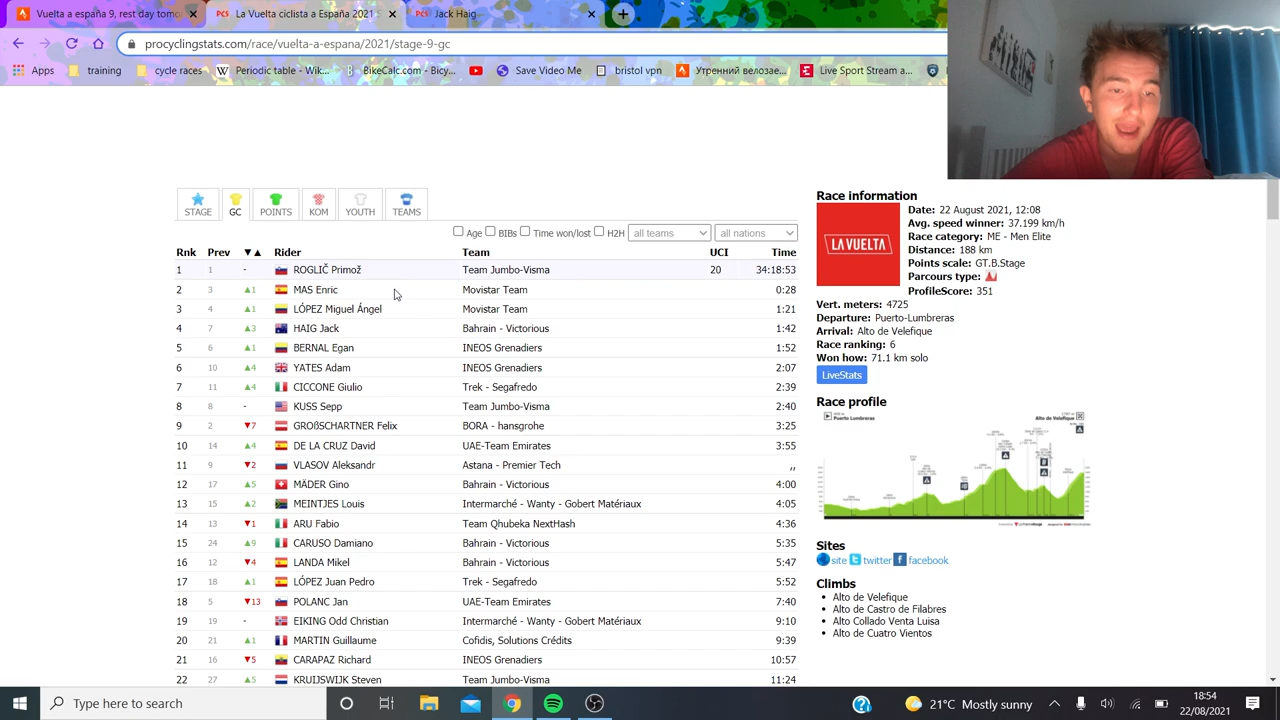 Vuelta a espana 9, rest day tomo
La Vuelta ciclista a España 2021 S
Jack Haig
procyclingstats.com/race/vuelta-a-espana/2021/stage-9-gc
Apps traning cycle races Periodic table - Wik... BikeCalc.com - Bicy... Save Video Me bristol vpn Утренний велозае... Live Sport Stream a...
STAGE GC POINTS KOM YOUTH TEAMS
Age BIBs Time won/lost H2H all teams all nations
Rnk Prev ▼▲ Rider Team UCI Time
1 1 - ROGLIČ Primož Team Jumbo-Visma 20 34:18:53
2 3 ▲1 MAS Enric Movistar Team 0:28
3 4 ▲1 LÓPEZ Miguel Ángel Movistar Team 1:21
4 7 ▲3 HAIG Jack Bahrain - Victorious 1:42
5 6 ▲1 BERNAL Egan INEOS Grenadiers 1:52
6 10 ▲4 YATES Adam INEOS Grenadiers 2:07
7 11 ▲4 CICCONE Giulio Trek - Segafredo 2:39
8 8 - KUSS Sepp Team Jumbo-Visma 2:40
9 2 ▼7 GROßSCHARTNER Felix BORA - hansgrohe 3:25
10 14 ▲4 DE LA CRUZ David UAE-Team Emirates 3:55
11 9 ▼2 VLASOV Aleksandr Astana - Premier Tech ,,
12 17 ▲5 MÄDER Gino Bahrain - Victorious 4:00
13 15 ▲2 MEINTJES Louis Intermarché - Wanty - Gobert Matériaux 4:05
14 13 ▼1 ARU Fabio Team Qhubeka NextHash 4:36
15 24 ▲9 CARUSO Damiano Bahrain - Victorious 5:35
16 12 ▼4 LANDA Mikel Bahrain - Victorious 5:47
17 18 ▲1 LÓPEZ Juan Pedro Trek - Segafredo 5:52
18 5 ▼13 POLANC Jan UAE-Team Emirates 7:40
19 19 - EIKING Odd Christian Intermarché - Wanty - Gobert Matériaux 9:10
20 21 ▲1 MARTIN Guillaume Cofidis, Solutions Crédits 9:39
21 16 ▼5 CARAPAZ Richard INEOS Grenadiers 10:57
22 27 ▲5 KRUIJSWIJK Steven Team Jumbo-Visma 11:24
Race information
LA VUELTA
Date: 22 August 2021, 12:08
Avg. speed winner: 37.199 km/h
Race category: ME - Men Elite
Distance: 188 km
Points scale: GT.B.Stage
Parcours type:
ProfileScore: 351
Vert. meters: 4725
Departure: Puerto-Lumbreras
Arrival: Alto de Velefique
Race ranking: 6
Won how: 71.1 km solo
LiveStats
Race profile
Puerto Lumbreras
Alto de Velefique
Sites
site twitter facebook
Climbs
• Alto de Velefique
• Alto de Castro de Filabres
• Alto Collado Venta Luisa
• Alto de Cuatro Vientos
Type here to search
21°C Mostly sunny
18:54
22/08/2021